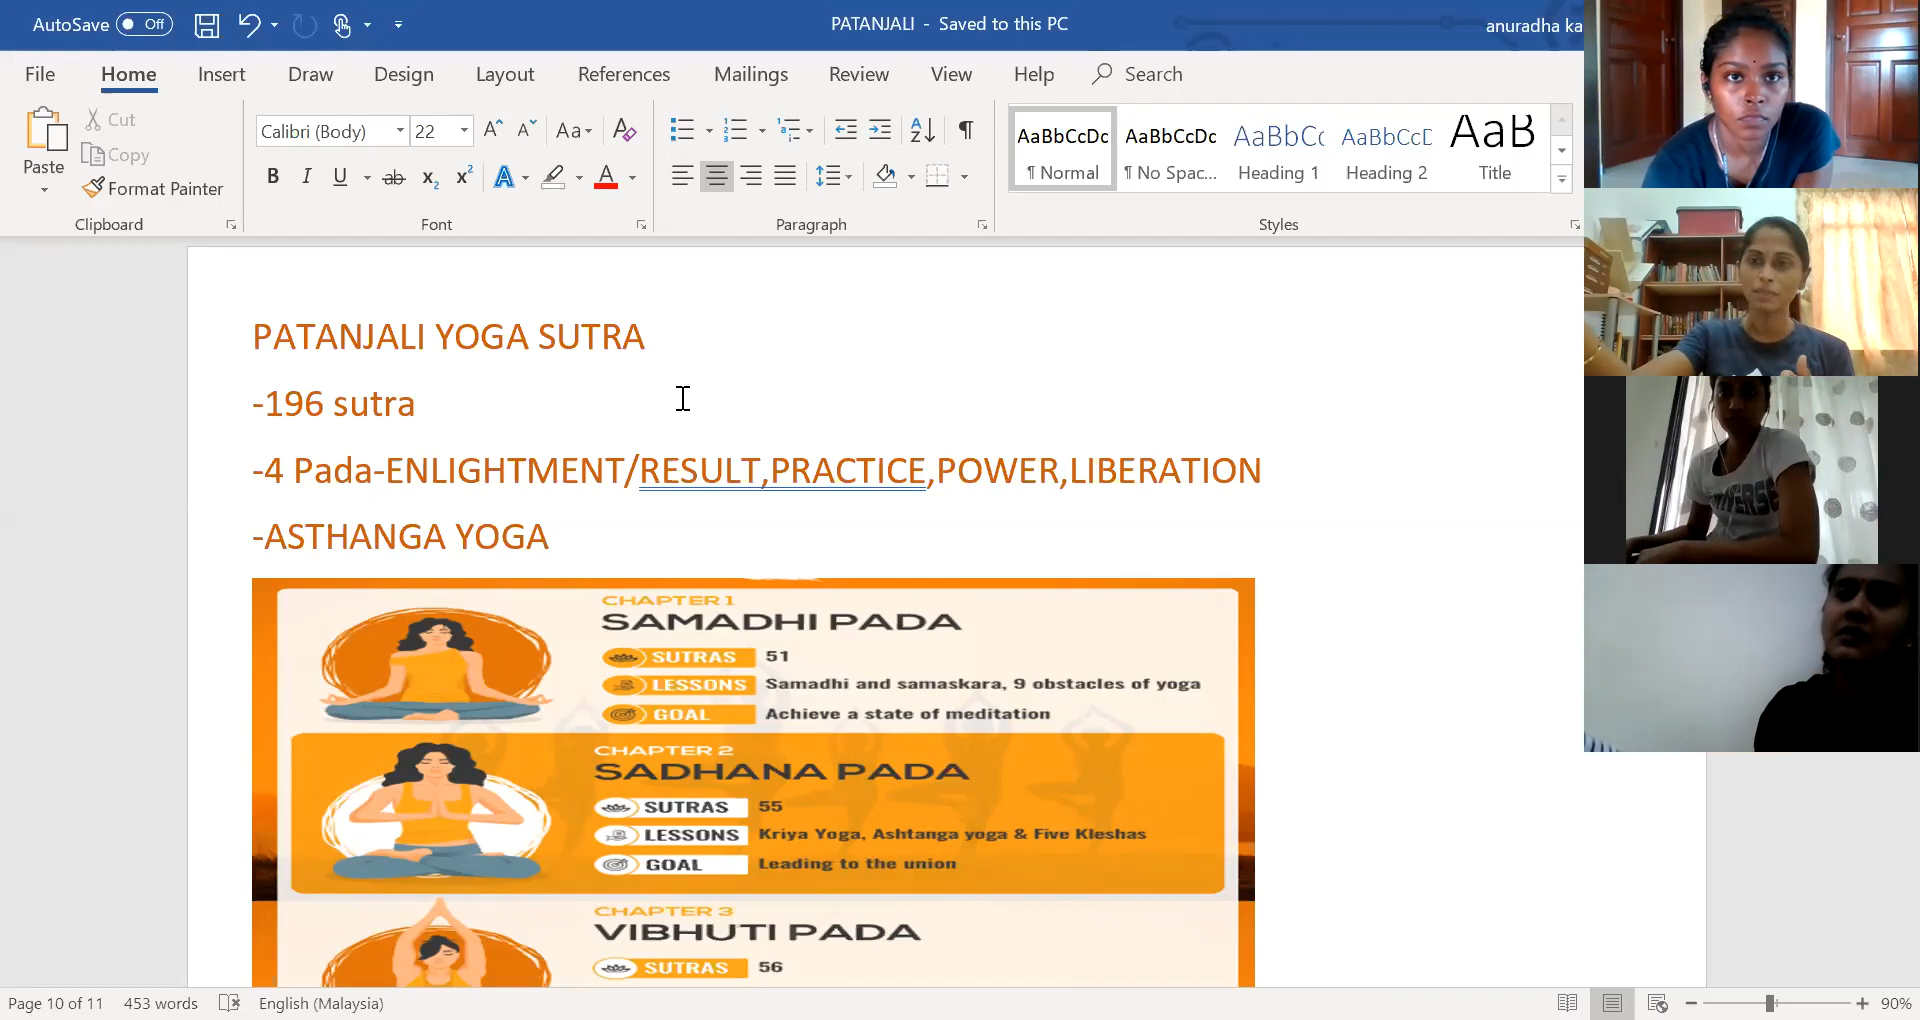 AutoSave Off
PATANJALI - Saved to this PC
anuradha ka
File Home Insert Draw Design Layout References Mailings Review View Help Search
Paste
Cut
Copy
Format Painter
Clipboard
Calibri (Body) 22
Font
Paragraph
AaBbCcDc AaBbCcDc AaBbC AaBbCcD AaB
¶ Normal ¶ No Spac... Heading 1 Heading 2 Title
Styles
PATANJALI YOGA SUTRA
-196 sutra
-4 Pada-ENLIGHTMENT/RESULT,PRACTICE,POWER,LIBERATION
-ASTHANGA YOGA
CHAPTER 1
SAMADHI PADA
SUTRAS 51
LESSONS Samadhi and samaskara, 9 obstacles of yoga
GOAL Achieve a state of meditation
CHAPTER 2
SADHANA PADA
SUTRAS 55
LESSONS Kriya Yoga, Ashtanga yoga & Five Kleshas
GOAL Leading to the union
CHAPTER 3
VIBHUTI PADA
SUTRAS 56
Page 10 of 11 453 words English (Malaysia) 90%